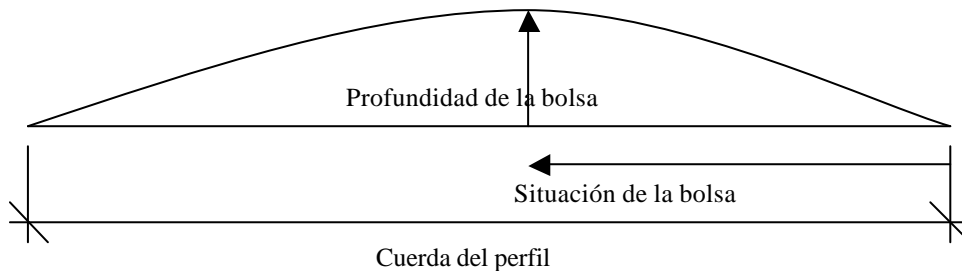 Profundidad de la bolsa
Situación de la bolsa
Cuerda del perfil